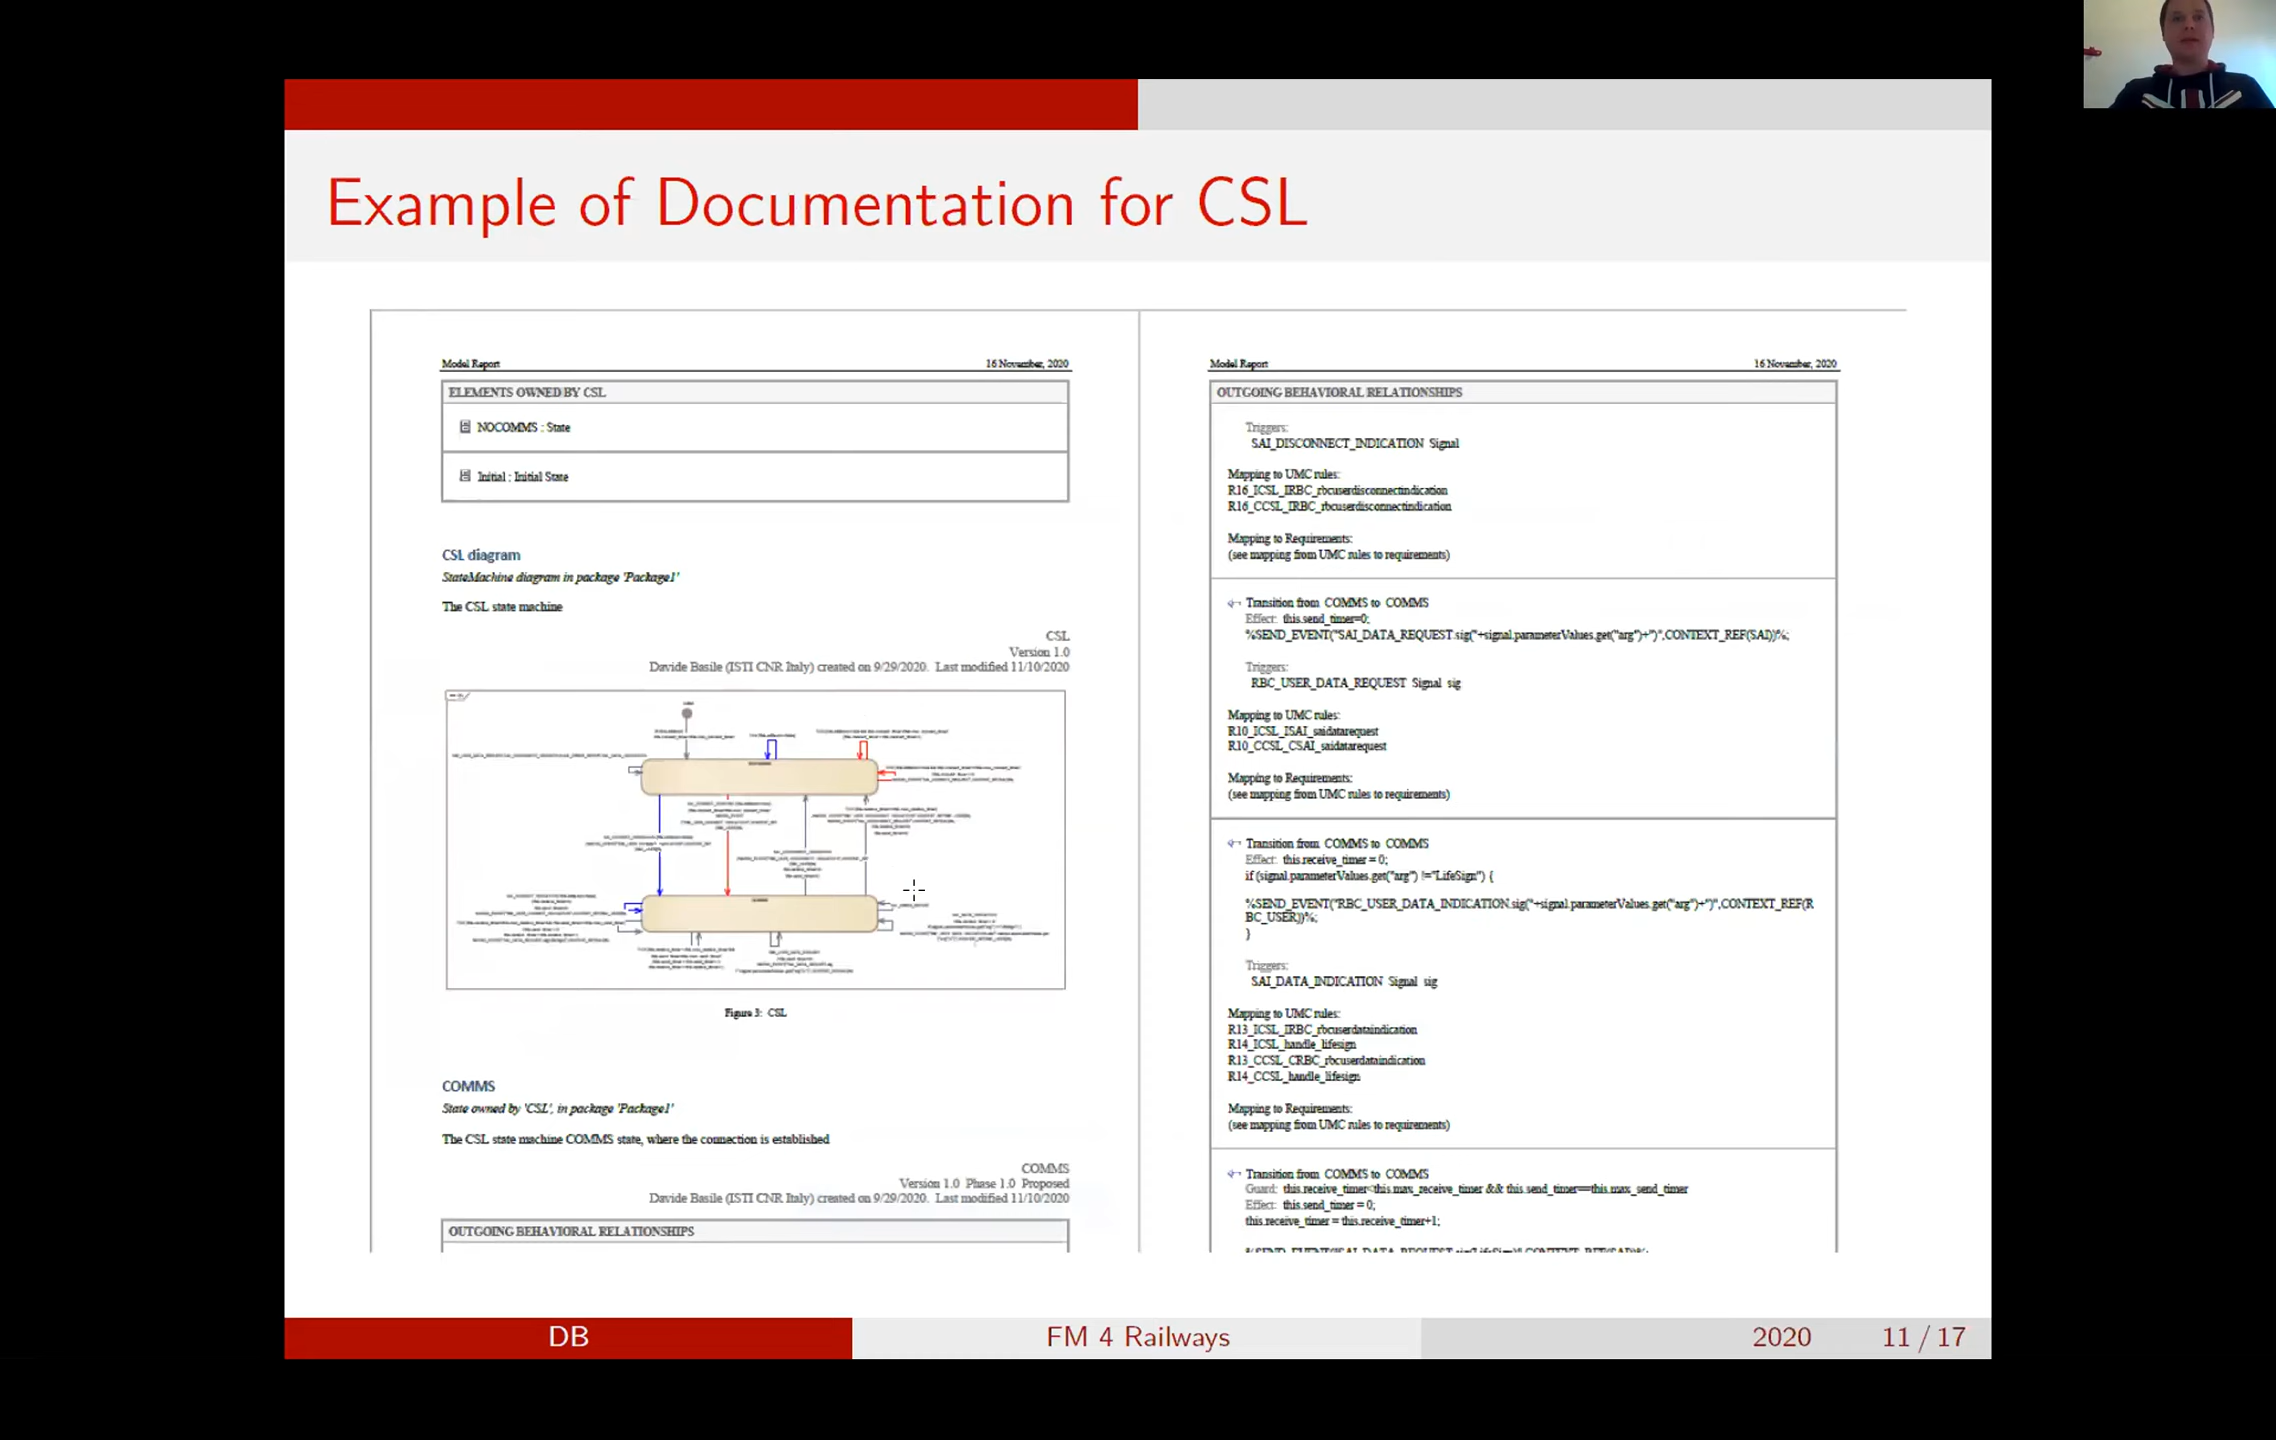 Example of Documentation for CSL
Model Report 16 November, 2020
ELEMENTS OWNED BY CSL
NOCOMMS : State
Initial : Initial State
CSL diagram
StateMachine diagram in package 'Package1'
The CSL state machine
CSL
Version 1.0
Davide Basile (ISTI CNR Italy) created on 9/29/2020. Last modified 11/10/2020
Figure 3: CSL
COMMS
State owned by 'CSL', in package 'Package1'
The CSL state machine COMMS state, where the connection is established
COMMS
Version 1.0 Phase 1.0 Proposed
Davide Basile (ISTI CNR Italy) created on 9/29/2020. Last modified 11/10/2020
OUTGOING BEHAVIORAL RELATIONSHIPS
Model Report 16 November, 2020
OUTGOING BEHAVIORAL RELATIONSHIPS
Triggers:
SAI_DISCONNECT_INDICATION Signal
Mapping to UMC rules:
R16_ICSL_IRBC_rbcuserdisconnectindication
R16_CCSL_IRBC_rbcuserdisconnectindication
Mapping to Requirements:
(see mapping from UMC rules to requirements)
Transition from COMMS to COMMS
Effect: this.send_timer=0;
%SEND_EVENT("SAI_DATA_REQUEST.sig("+signal.parameterValues.get("arg")+")",CONTEXT_REF(SAI))%;
Triggers:
RBC_USER_DATA_REQUEST Signal sig
Mapping to UMC rules:
R10_ICSL_ISAI_saidatarequest
R10_CCSL_CSAI_saidatarequest
Mapping to Requirements:
(see mapping from UMC rules to requirements)
Transition from COMMS to COMMS
Effect: this.receive_timer = 0;
if (signal.parameterValues.get("arg") !="LifeSign") {
%SEND_EVENT("RBC_USER_DATA_INDICATION.sig("+signal.parameterValues.get("arg")+")",CONTEXT_REF(R
BC_USER))%;
}
Triggers:
SAI_DATA_INDICATION Signal sig
Mapping to UMC rules:
R13_ICSL_IRBC_rbcuserdataindication
R14_ICSL_handle_lifesign
R13_CCSL_CRBC_rbcuserdataindication
R14_CCSL_handle_lifesign
Mapping to Requirements:
(see mapping from UMC rules to requirements)
Transition from COMMS to COMMS
Guard: this.receive_timer<this.max_receive_timer && this.send_timer==this.max_send_timer
Effect: this.send_timer = 0;
this.receive_timer = this.receive_timer+1;
DB FM 4 Railways 2020 11 / 17